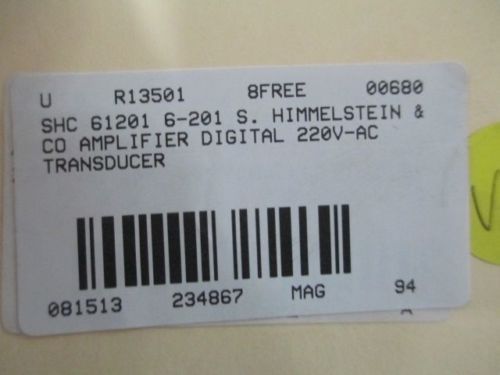 U R13501 8FREE 00680
SHC 61201 6-201 S. HIMMELSTEIN &
CO AMPLIFIER DIGITAL 220V-AC
TRANSDUCER
081513 234867 MAG 94